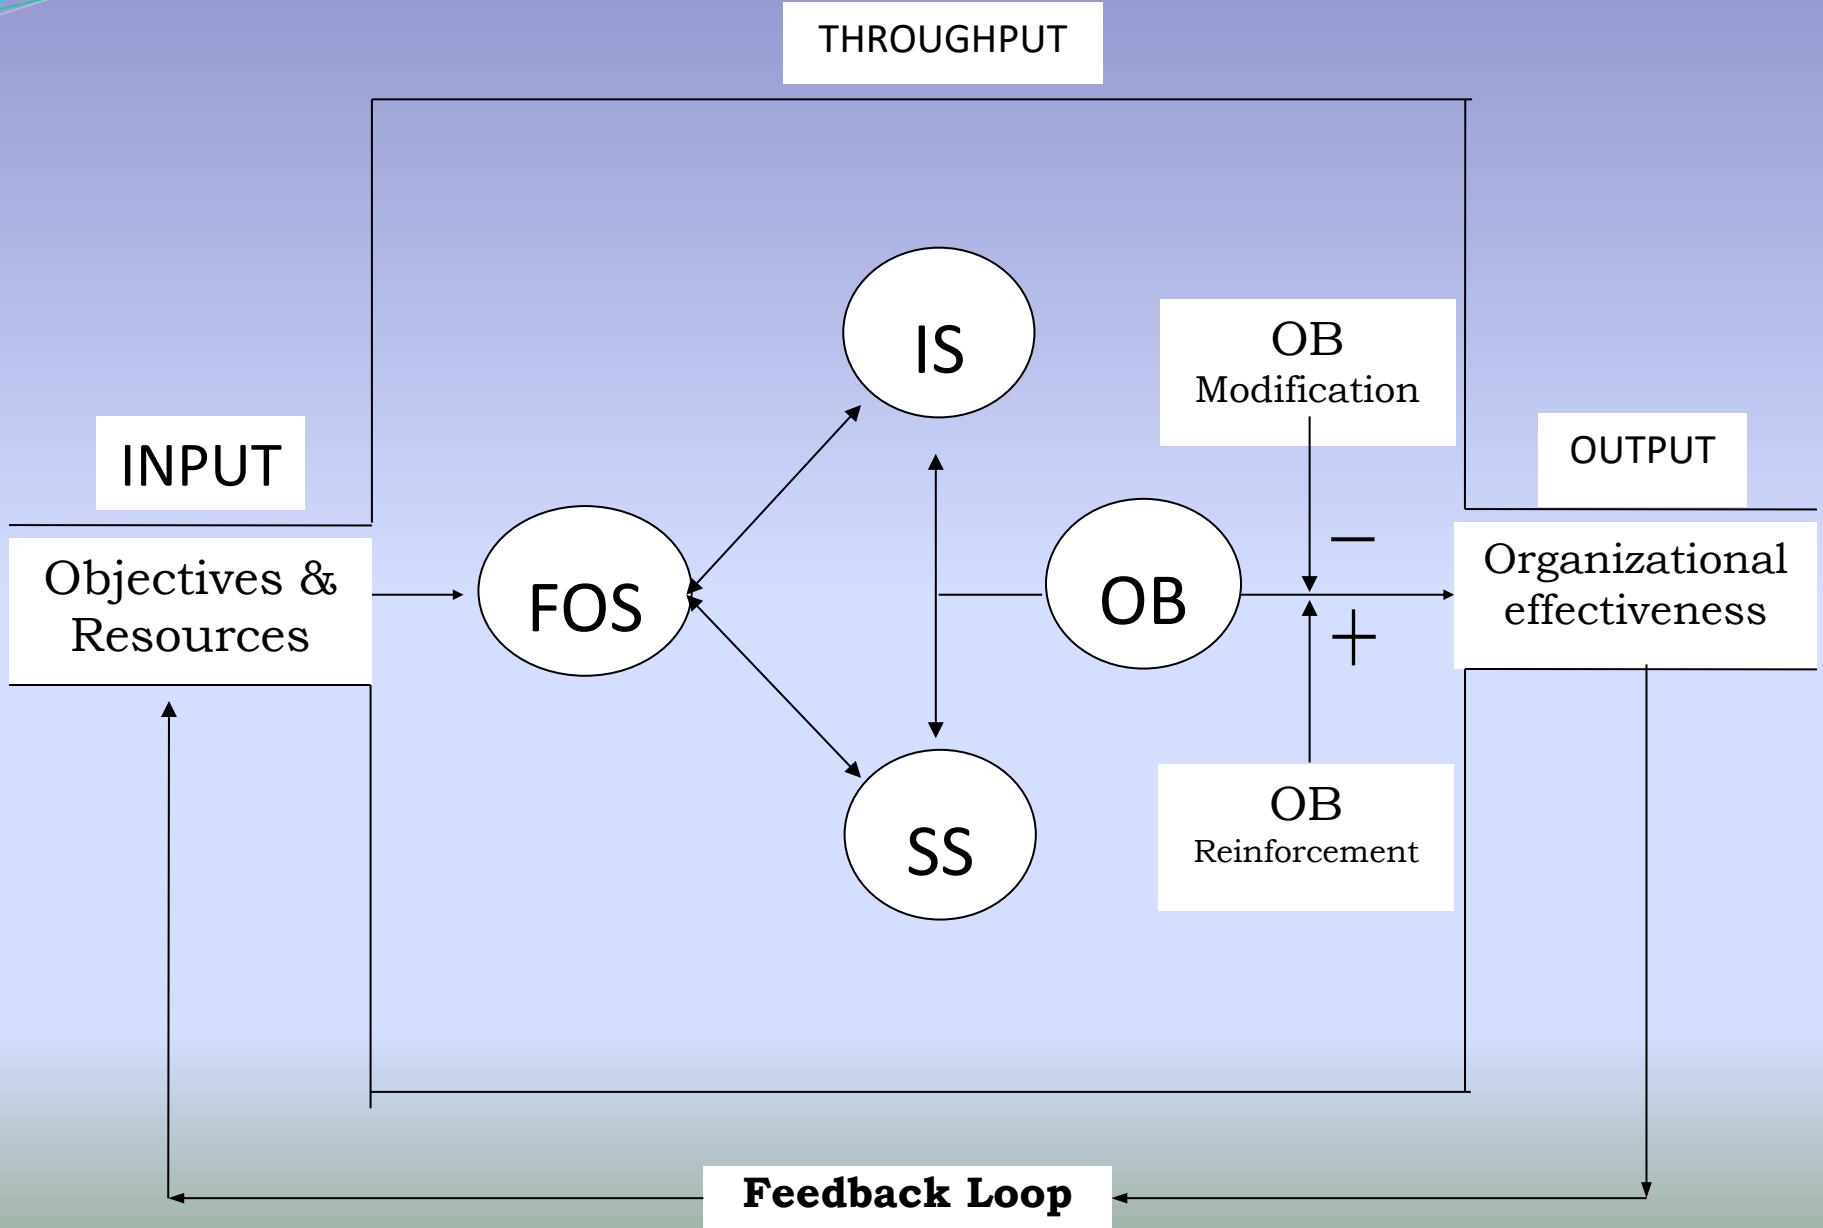 THROUGHPUT
INPUT
Objectives &
Resources
FOS
IS
SS
OB
OB
Modification
−
+
OB
Reinforcement
OUTPUT
Organizational
effectiveness
Feedback Loop